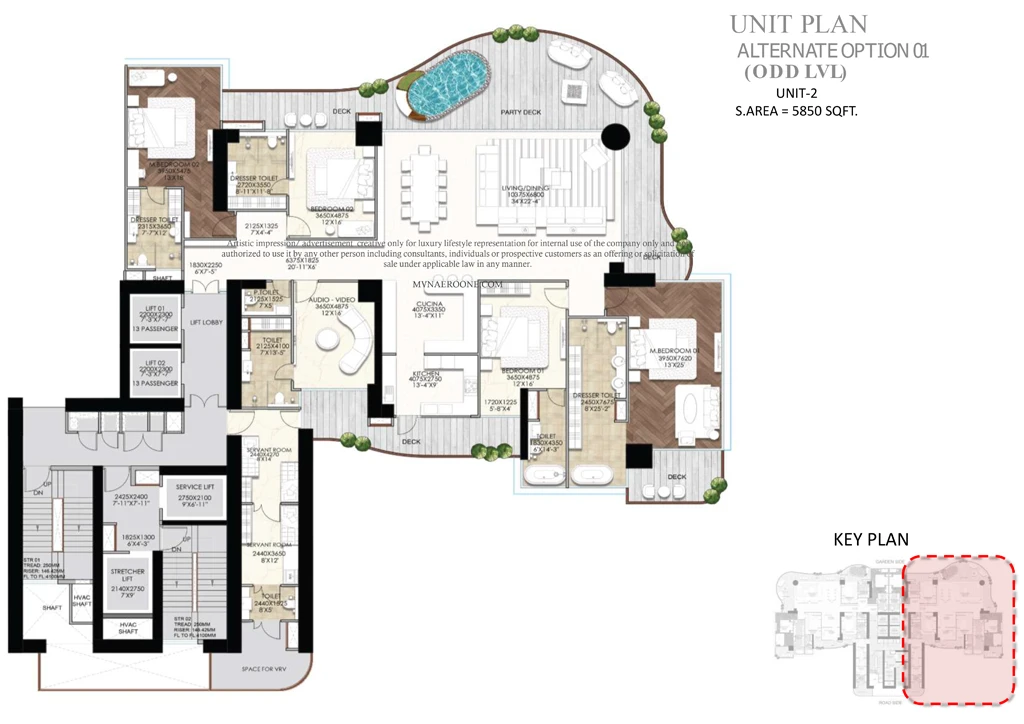 UNIT PLAN
ALTERNATE OPTION 01
(ODD LVL)
UNIT-2
S.AREA = 5850 SQFT.
DECK
PARTY DECK
DECK
M.BEDROOM 02
3950X5475
13'X18'
DRESSER TOILET
2720X3550
8'-11"X11'-8"
BEDROOM 02
3650X4875
12'X16'
LIVING/DINING
10375X6800
34'X22'-4"
DRESSER TOILET
2315X3650
7'-7"X12'
2125X1325
7'X4'-4"
Artistic impression/ advertisement creative only for luxury lifestyle representation for internal use of the company only and
authorized to use it by any other person including consultants, individuals or prospective customers as an offering or solicitation of
sale under applicable law in any manner.
MVNAEROONE.COM
DECK
1830X2250
6'X7'-5"
6375X1825
20'-11"X6'
SHAFT
LIFT 01
2200X2300
7'-3"X7'-7"
13 PASSENGER
LIFT LOBBY
P.TOILET
2125X1525
7'X5'
AUDIO - VIDEO
3650X4875
12'X16'
CUCINA
4075X3350
13'-4"X11'
TOILET
2125X4100
7'X13'-5"
LIFT 02
2200X2300
7'-3"X7'-7"
13 PASSENGER
KITCHEN
4075X2750
13'-4"X9'
BEDROOM 01
3650X4875
12'X16'
M.BEDROOM 01
3950X7620
13'X25'
1720X1225
5'-8"X4'
DRESSER TOILET
2450X7675
8'X25'-2"
DECK
TOILET
1830X4350
6'X14'-3"
SERVANT ROOM
2440X4270
8'X14'
DECK
UP
DN
2425X2400
7'-11"X7'-11"
SERVICE LIFT
2750X2100
9'X6'-11"
1825X1300
6'X4'-3"
UP
DN
SERVANT ROOM
2440X3650
8'X12'
STR 01
TREAD: 250MM
RISER: 146.42MM
FL TO FL:4100MM
STRETCHER
LIFT
2140X2750
7'X9'
SHAFT
HVAC
SHAFT
HVAC
SHAFT
STR 02
TREAD: 250MM
RISER: 146.42MM
FL TO FL:4100MM
TOILET
2440X1525
8'X5'
SPACE FOR VRV
KEY PLAN
GARDEN SIDE
ROAD SIDE